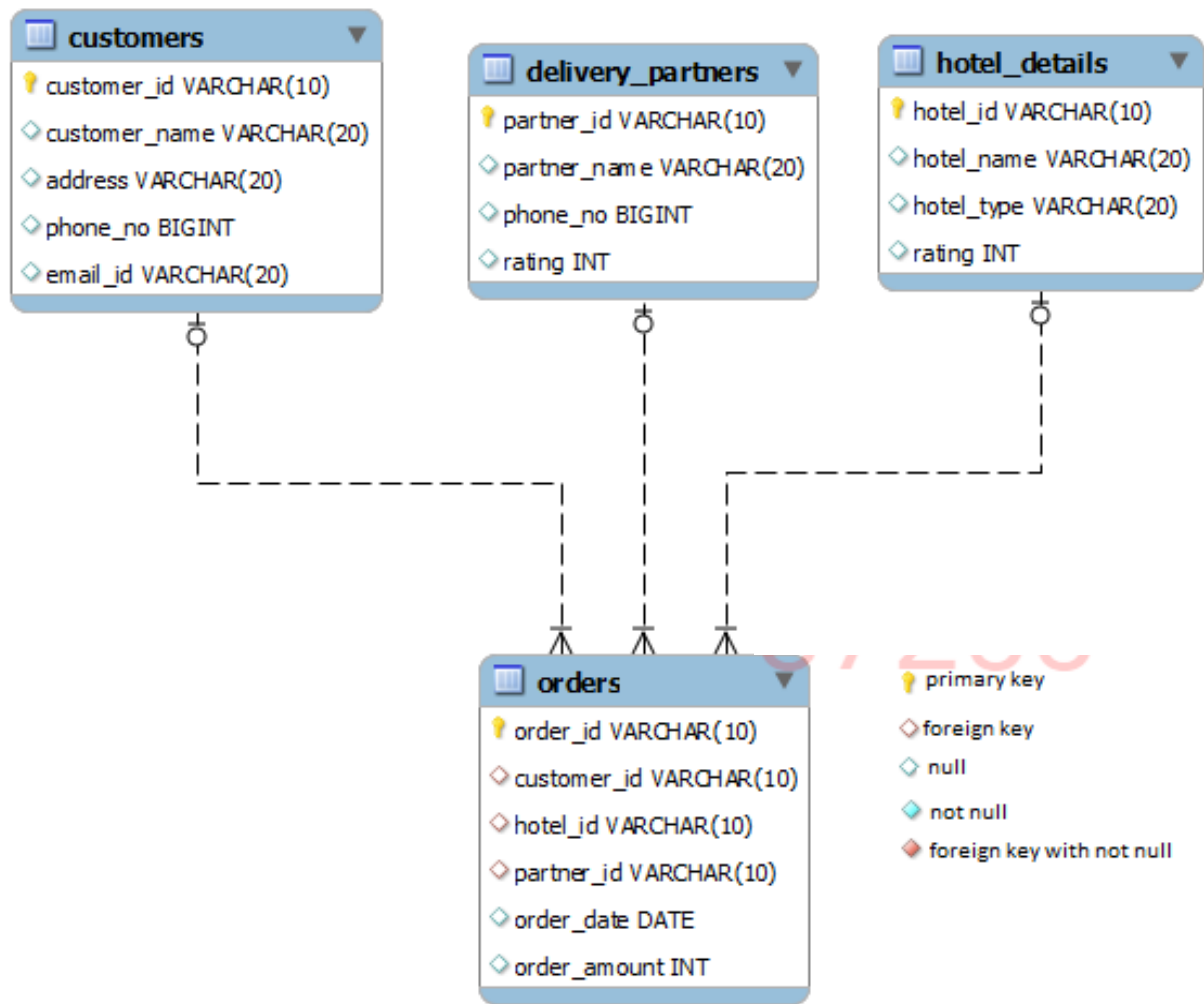 customers
customer_id VARCHAR(10)
customer_name VARCHAR(20)
address VARCHAR(20)
phone_no BIGINT
email_id VARCHAR(20)
delivery_partners
partner_id VARCHAR(10)
partner_name VARCHAR(20)
phone_no BIGINT
rating INT
hotel_details
hotel_id VARCHAR(10)
hotel_name VARCHAR(20)
hotel_type VARCHAR(20)
rating INT
orders
order_id VARCHAR(10)
customer_id VARCHAR(10)
hotel_id VARCHAR(10)
partner_id VARCHAR(10)
order_date DATE
order_amount INT
primary key
foreign key
null
not null
foreign key with not null